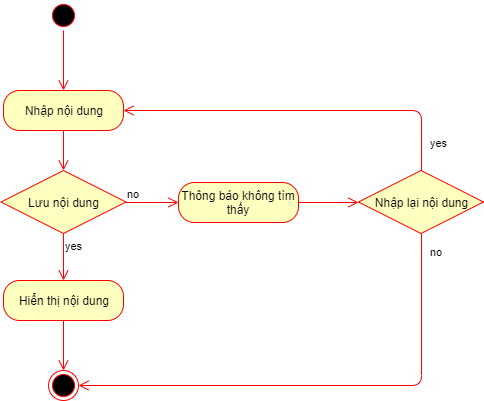 Nhập nội dung
yes
Lưu nội dung
no
Thông báo không tìm
thấy
Nhập lại nội dung
yes
no
Hiển thị nội dung